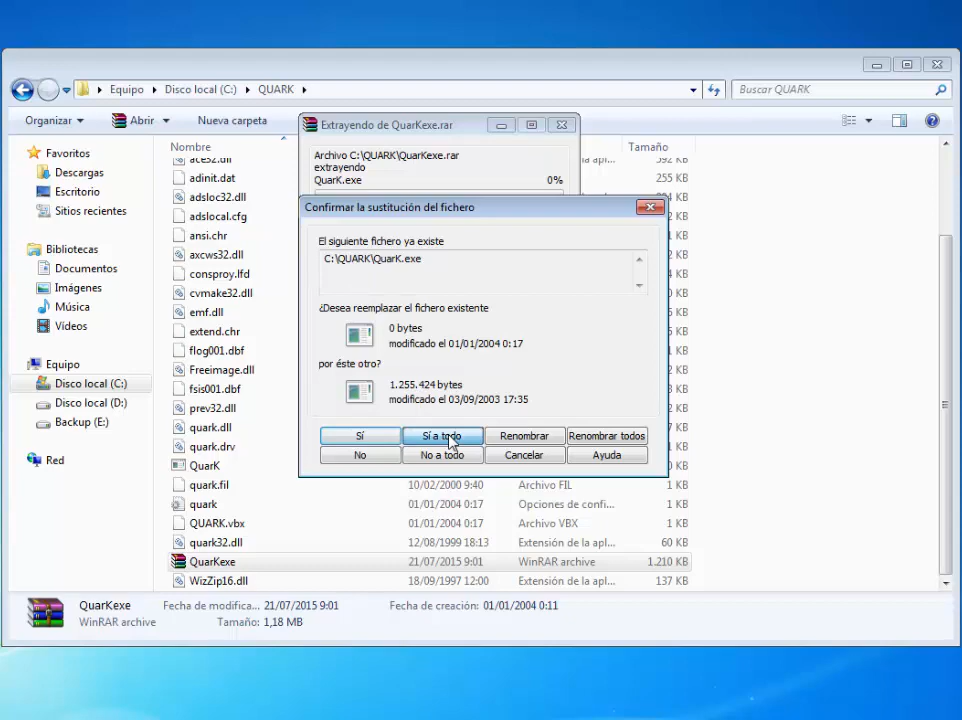 Equipo
Disco local (C:)
QUARK
Buscar QUARK
Organizar
Abrir
Nueva carpeta
Favoritos
Descargas
Escritorio
Sitios recientes
Bibliotecas
Documentos
Imágenes
Música
Vídeos
Equipo
Disco local (C:)
Disco local (D:)
Backup (E:)
Red
Nombre
Tamaño
ace32.dll
adinit.dat
255 KB
adsloc32.dll
adslocal.cfg
ansi.chr
axcws32.dll
consproy.lfd
cvmake32.dll
emf.dll
extend.chr
flog001.dbf
Freeimage.dll
fsis001.dbf
prev32.dll
quark.dll
quark.drv
QuarK
quark.fil 10/02/2000 9:40 Archivo FIL 1 KB
quark 01/01/2004 0:17 Opciones de confi... 1 KB
QUARK.vbx 01/01/2004 0:17 Archivo VBX 1 KB
quark32.dll 12/08/1999 18:13 Extensión de la apl... 60 KB
QuarKexe 21/07/2015 9:01 WinRAR archive 1.210 KB
WizZip16.dll 18/09/1997 12:00 Extensión de la apl... 137 KB
Extrayendo de QuarKexe.rar
Archivo C:\QUARK\QuarKexe.rar
extrayendo
QuarK.exe 0%
Confirmar la sustitución del fichero
El siguiente fichero ya existe
C:\QUARK\QuarK.exe
¿Desea reemplazar el fichero existente
0 bytes
modificado el 01/01/2004 0:17
por éste otro?
1.255.424 bytes
modificado el 03/09/2003 17:35
Sí
Sí a todo
Renombrar
Renombrar todos
No
No a todo
Cancelar
Ayuda
QuarKexe
Fecha de modifica... 21/07/2015 9:01
Fecha de creación: 01/01/2004 0:11
WinRAR archive
Tamaño: 1,18 MB